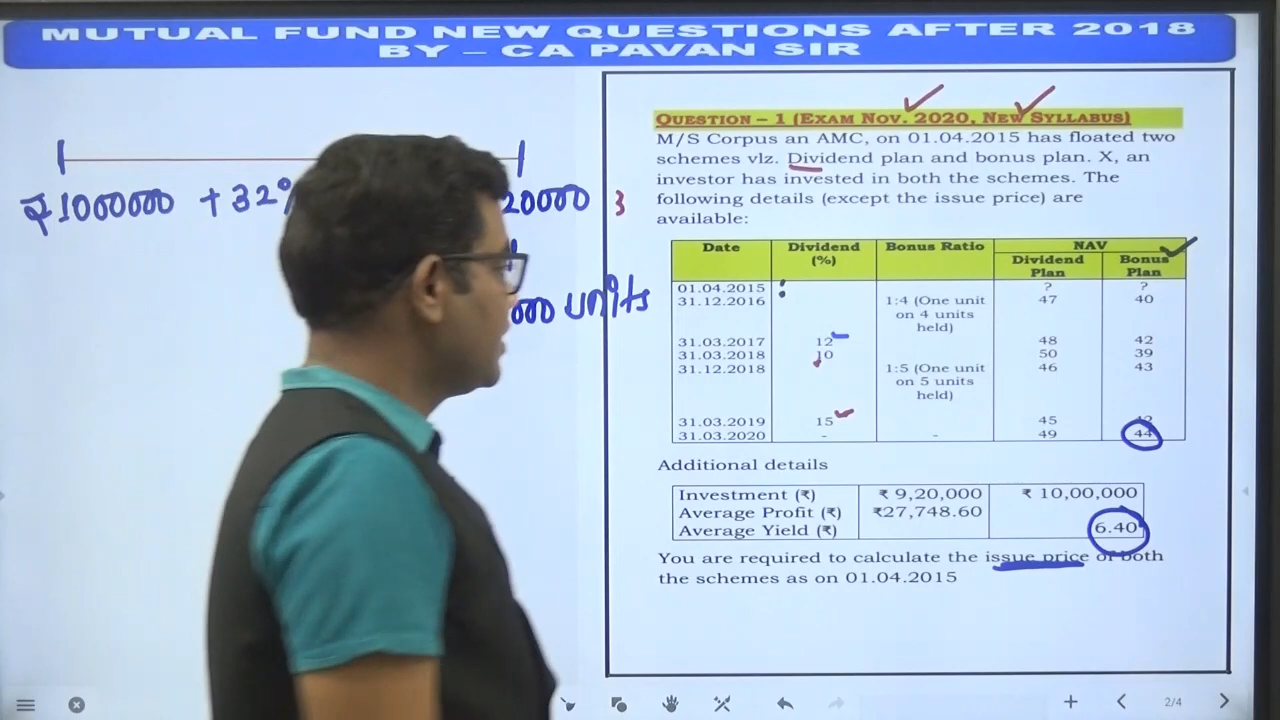 MUTUAL FUND NEW QUESTIONS AFTER 2018
BY – CA PAVAN SIR
₹1000000 + 32% 20000 3
000 units
QUESTION – 1 (EXAM NOV. 2020, NEW SYLLABUS)
M/S Corpus an AMC, on 01.04.2015 has floated two
schemes vlz. Dividend plan and bonus plan. X, an
investor has invested in both the schemes. The
following details (except the issue price) are
available:
Date Dividend (%) Bonus Ratio NAV
Dividend Plan Bonus Plan
01.04.2015 ? ?
31.12.2016 1:4 (One unit on 4 units held) 47 40
31.03.2017 12 48 42
31.03.2018 10 50 39
31.12.2018 1:5 (One unit on 5 units held) 46 43
31.03.2019 15 45
31.03.2020 - - 49 44
Additional details
Investment (₹) ₹ 9,20,000 ₹ 10,00,000
Average Profit (₹) ₹27,748.60
Average Yield (₹) 6.40
You are required to calculate the issue price of both
the schemes as on 01.04.2015
2/4